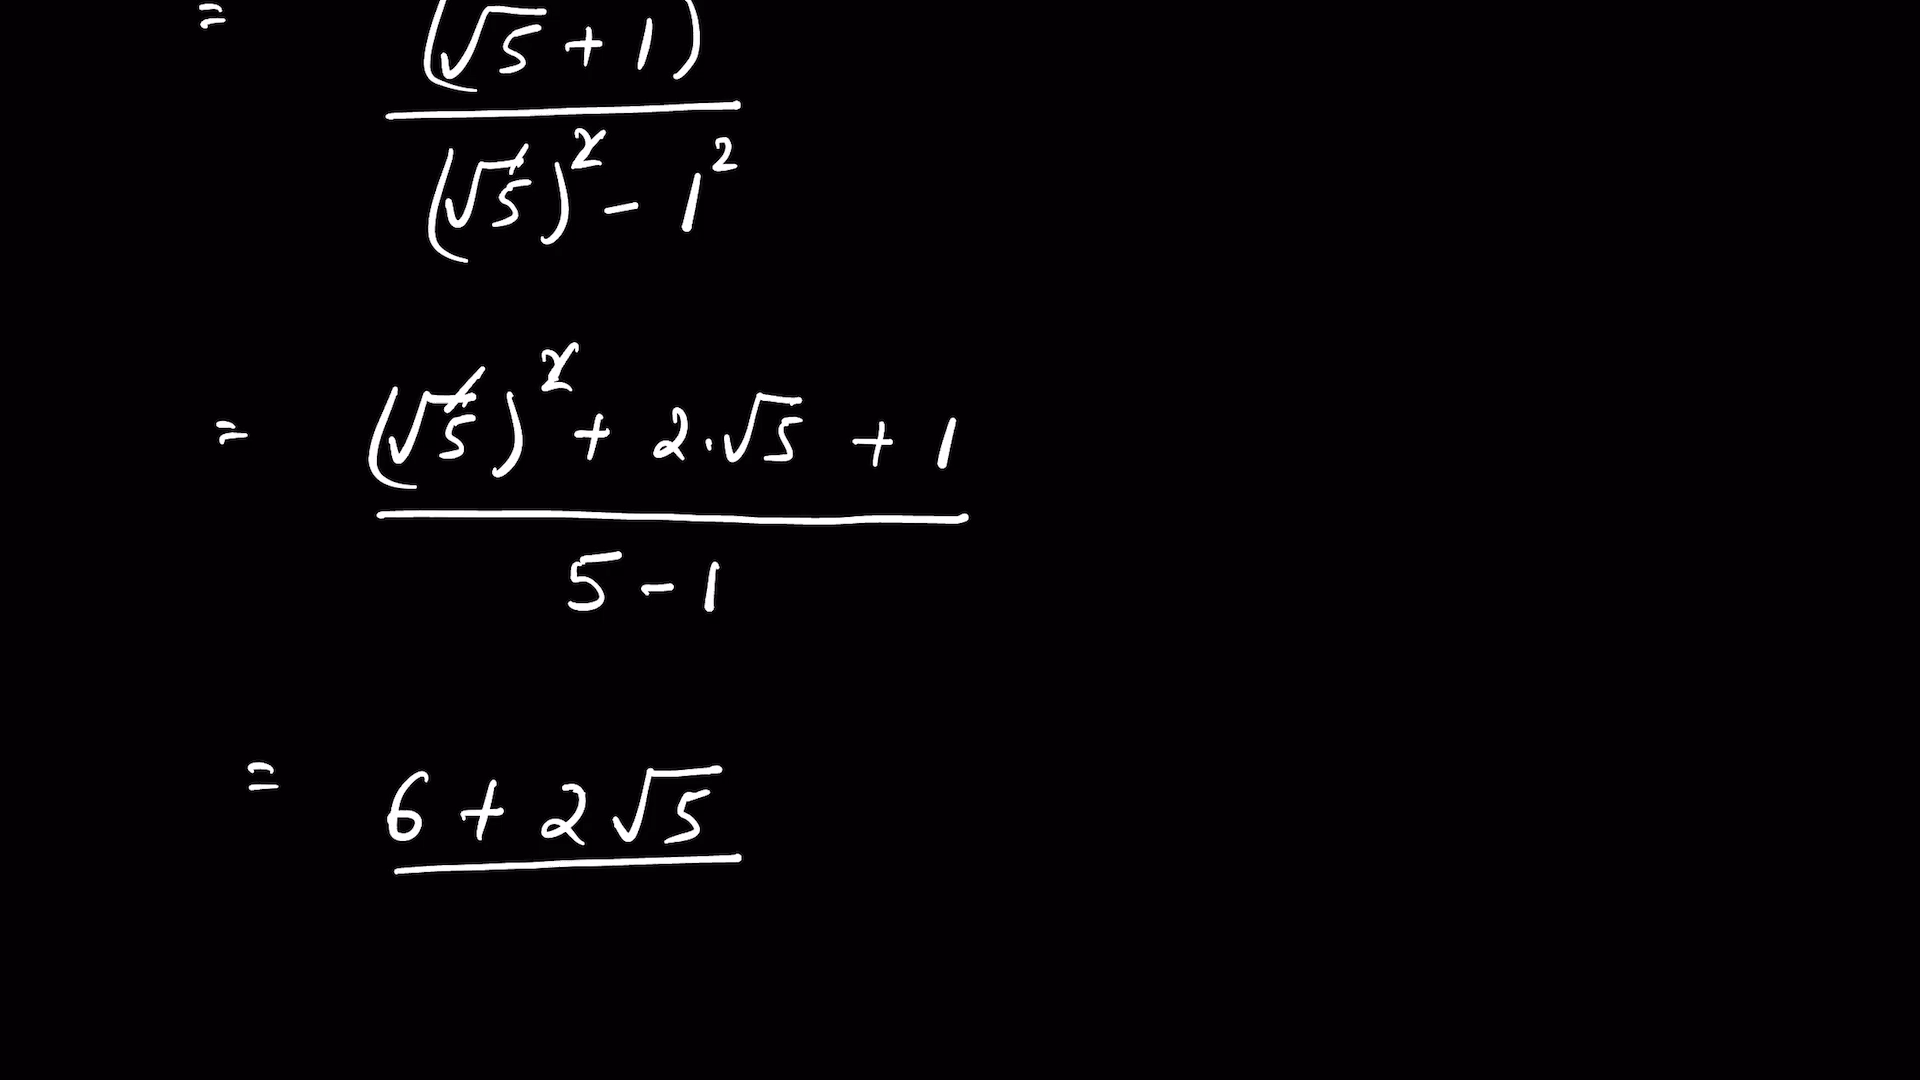 =
(√5 + 1)
(√5)² - 1²
= (√5)² + 2.√5 + 1
5 - 1
= 6 + 2√5